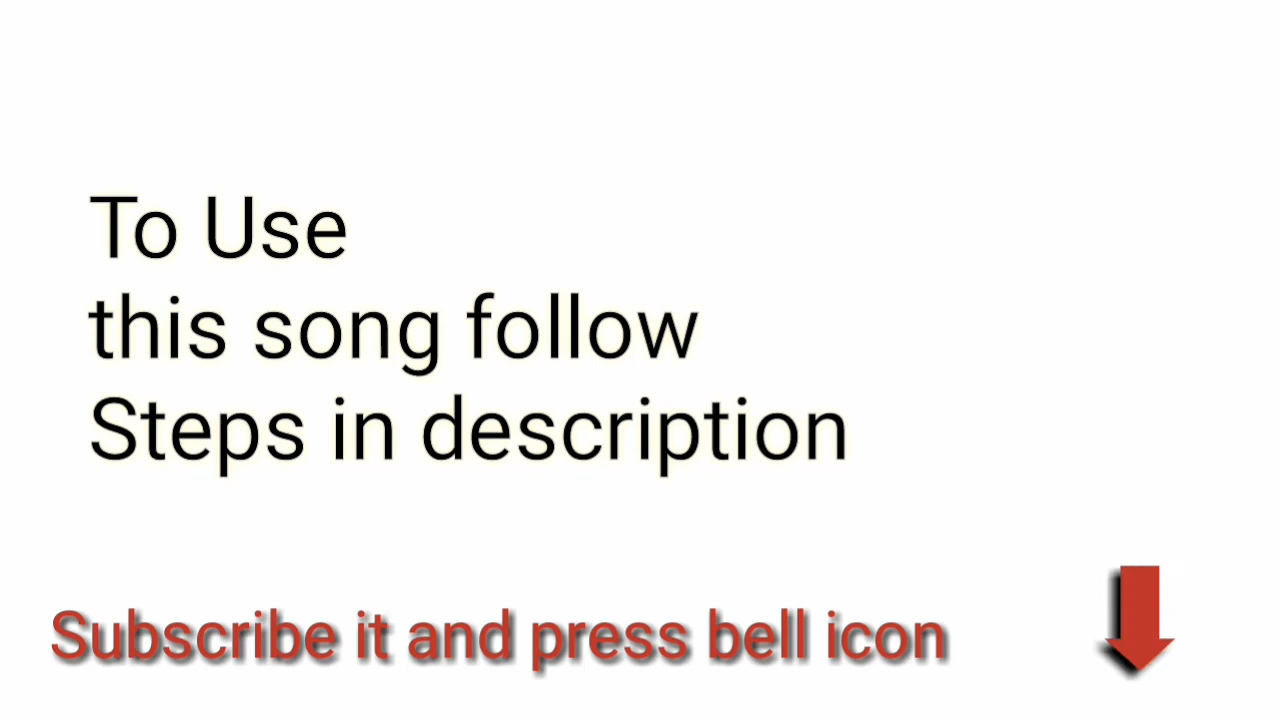 To Use
this song follow
Steps in description
Subscribe it and press bell icon